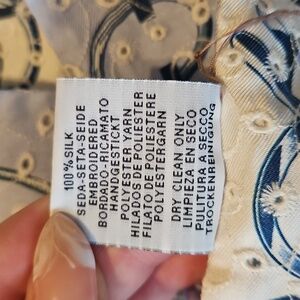 100% SILK
SEDA-SETA-SEIDE
EMBROIDERED
BORDADO-RICAMATO
HANDGESTICKT
POLYESTER YARN
HILADOS DE POLIESTER
FILATO DE POLIESTERE
POLYESTERGARN
DRY CLEAN ONLY
LIMPIEZA EN SECO
PULITURA A SECCO
TROCKENREINIGUNG